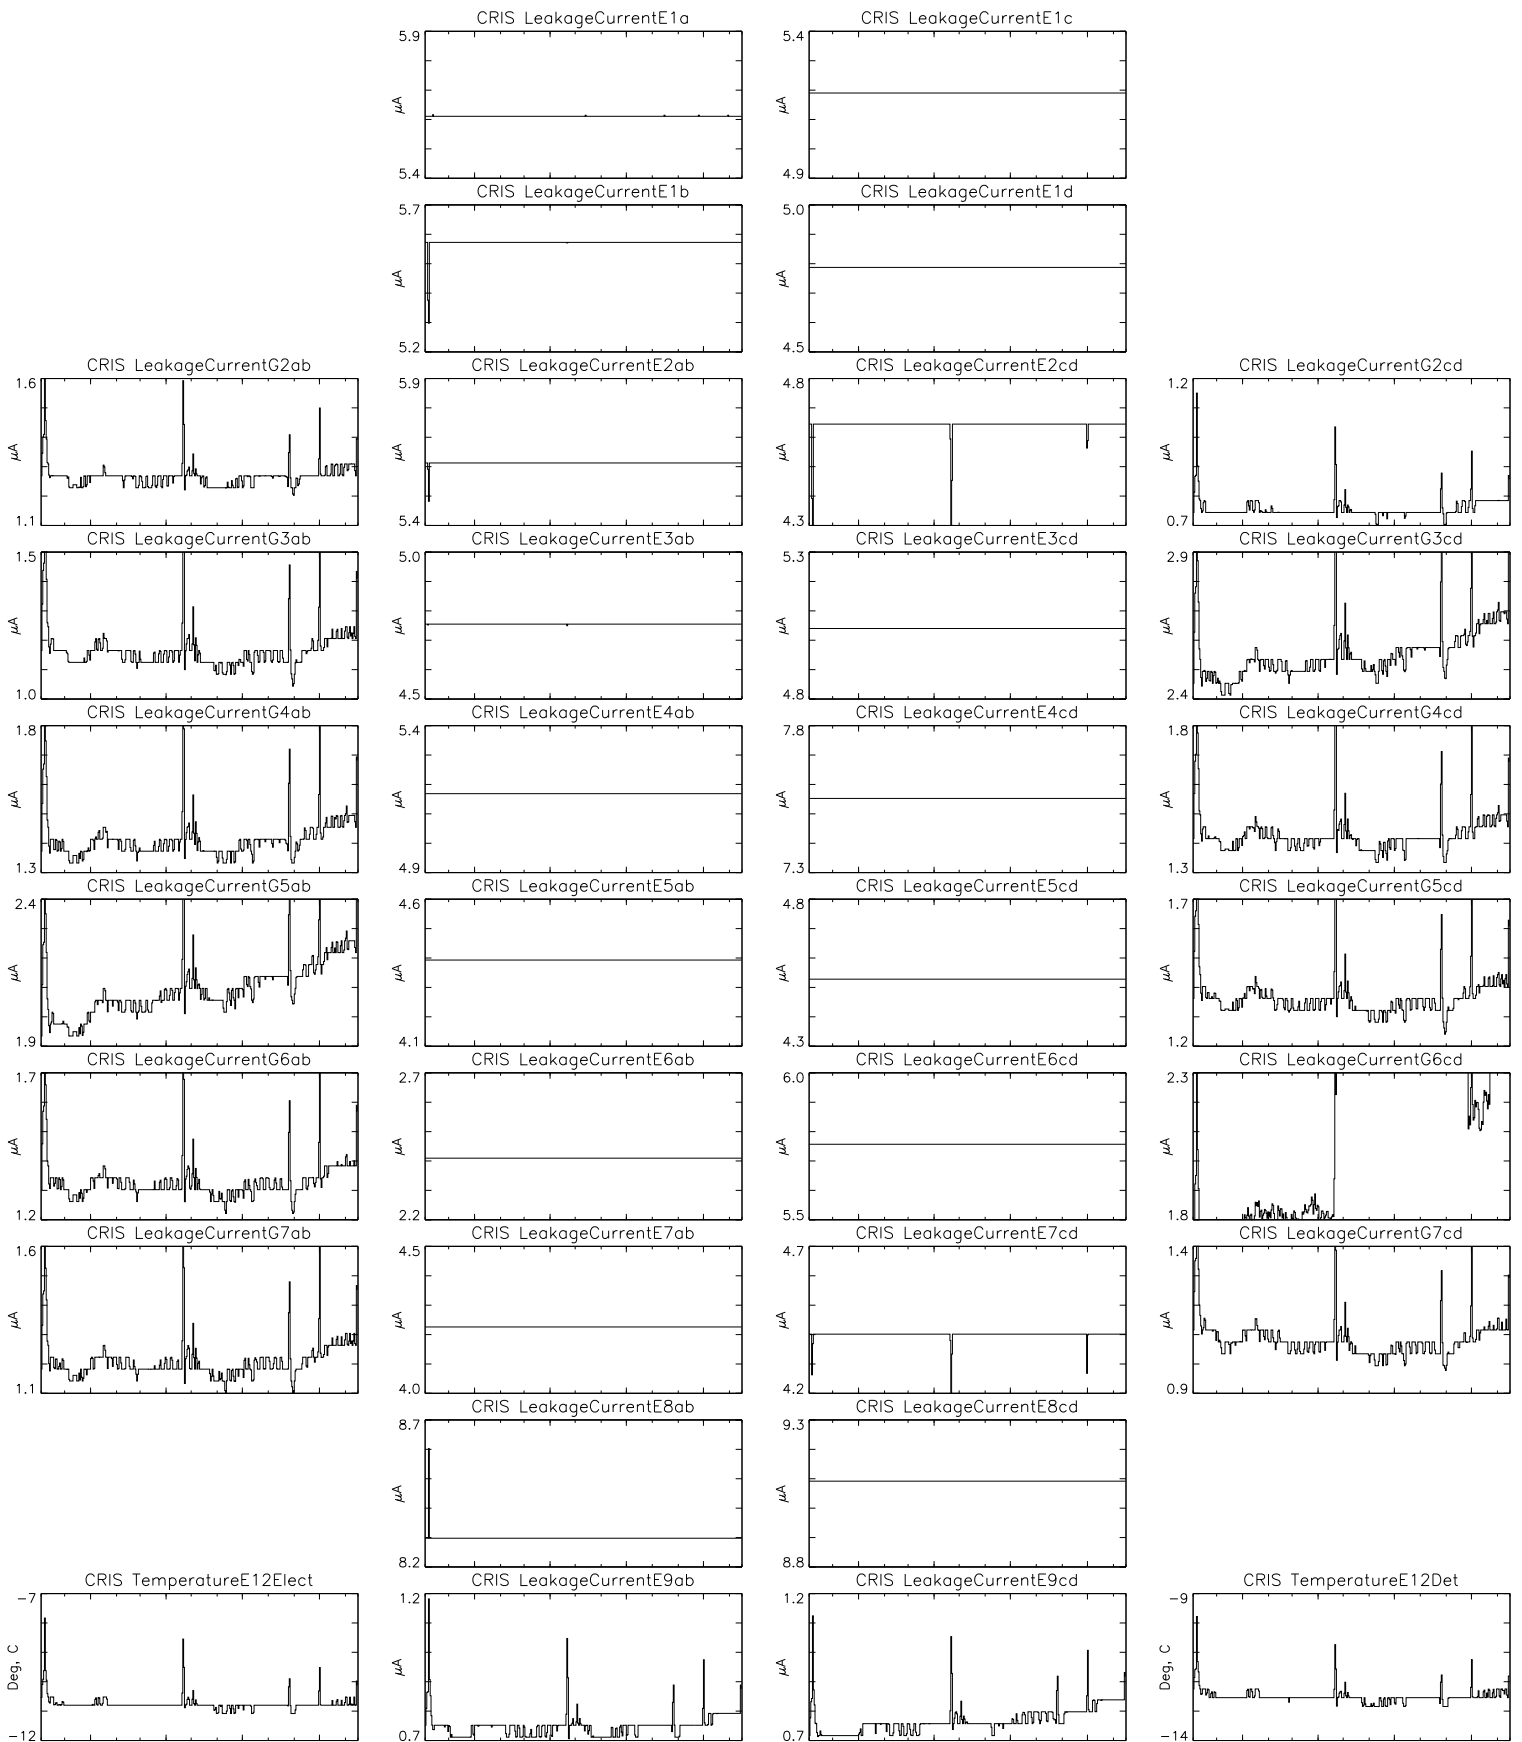 CRIS LeakageCurrentE1a
5.9
μA
5.4
CRIS LeakageCurrentE1c
5.4
μA
4.9
CRIS LeakageCurrentE1b
5.7
μA
5.2
CRIS LeakageCurrentE1d
5.0
μA
4.5
CRIS LeakageCurrentG2ab
1.6
μA
1.1
CRIS LeakageCurrentE2ab
5.9
μA
5.4
CRIS LeakageCurrentE2cd
4.8
μA
4.3
CRIS LeakageCurrentG2cd
1.2
μA
0.7
CRIS LeakageCurrentG3ab
1.5
μA
1.0
CRIS LeakageCurrentE3ab
5.0
μA
4.5
CRIS LeakageCurrentE3cd
5.3
μA
4.8
CRIS LeakageCurrentG3cd
2.9
μA
2.4
CRIS LeakageCurrentG4ab
1.8
μA
1.3
CRIS LeakageCurrentE4ab
5.4
μA
4.9
CRIS LeakageCurrentE4cd
7.8
μA
7.3
CRIS LeakageCurrentG4cd
1.8
μA
1.3
CRIS LeakageCurrentG5ab
2.4
μA
1.9
CRIS LeakageCurrentE5ab
4.6
μA
4.1
CRIS LeakageCurrentE5cd
4.8
μA
4.3
CRIS LeakageCurrentG5cd
1.7
μA
1.2
CRIS LeakageCurrentG6ab
1.7
μA
1.2
CRIS LeakageCurrentE6ab
2.7
μA
2.2
CRIS LeakageCurrentE6cd
6.0
μA
5.5
CRIS LeakageCurrentG6cd
2.3
μA
1.8
CRIS LeakageCurrentG7ab
1.6
μA
1.1
CRIS LeakageCurrentE7ab
4.5
μA
4.0
CRIS LeakageCurrentE7cd
4.7
μA
4.2
CRIS LeakageCurrentG7cd
1.4
μA
0.9
CRIS LeakageCurrentE8ab
8.7
μA
8.2
CRIS LeakageCurrentE8cd
9.3
μA
8.8
CRIS TemperatureE12Elect
-7
Deg, C
-12
CRIS LeakageCurrentE9ab
1.2
μA
0.7
CRIS LeakageCurrentE9cd
1.2
μA
0.7
CRIS TemperatureE12Det
-9
Deg, C
-14